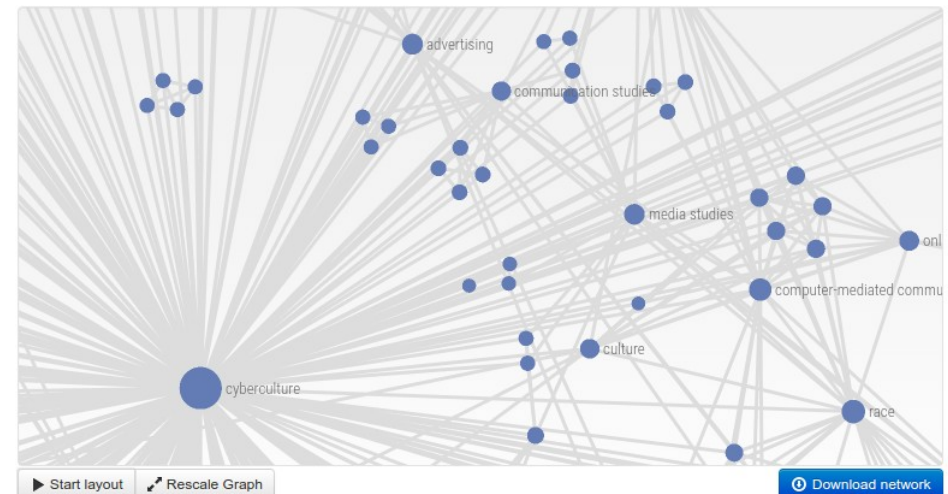 advertising
communication studies
media studies
onl
computer-mediated commu
culture
cyberculture
race
Start layout
Rescale Graph
Download network